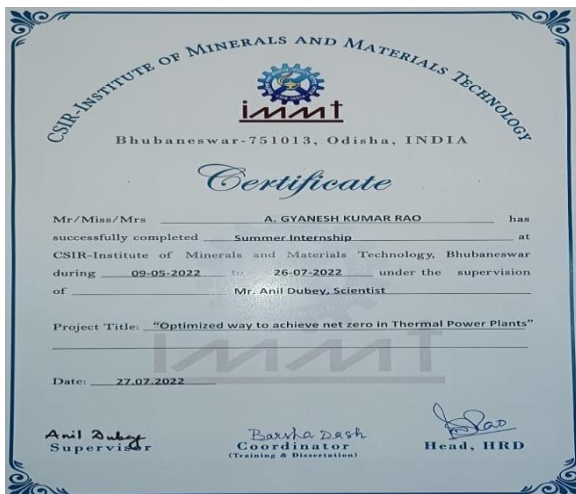 CSIR-INSTITUTE OF MINERALS AND MATERIALS TECHNOLOGY
immt
Bhubaneswar-751013, Odisha, INDIA
Certificate
Mr/Miss/Mrs A. GYANESH KUMAR RAO has
successfully completed Summer Internship at
CSIR-Institute of Minerals and Materials Technology, Bhubaneswar
during 09-05-2022 to 26-07-2022 under the supervision
of Mr. Anil Dubey, Scientist
Project Title: "Optimized way to achieve net zero in Thermal Power Plants"
immt
Date: 27.07.2022
Anil Dubey Barsha Dash Rao
Supervisor Coordinator Head, HRD
(Training & Dissertation)